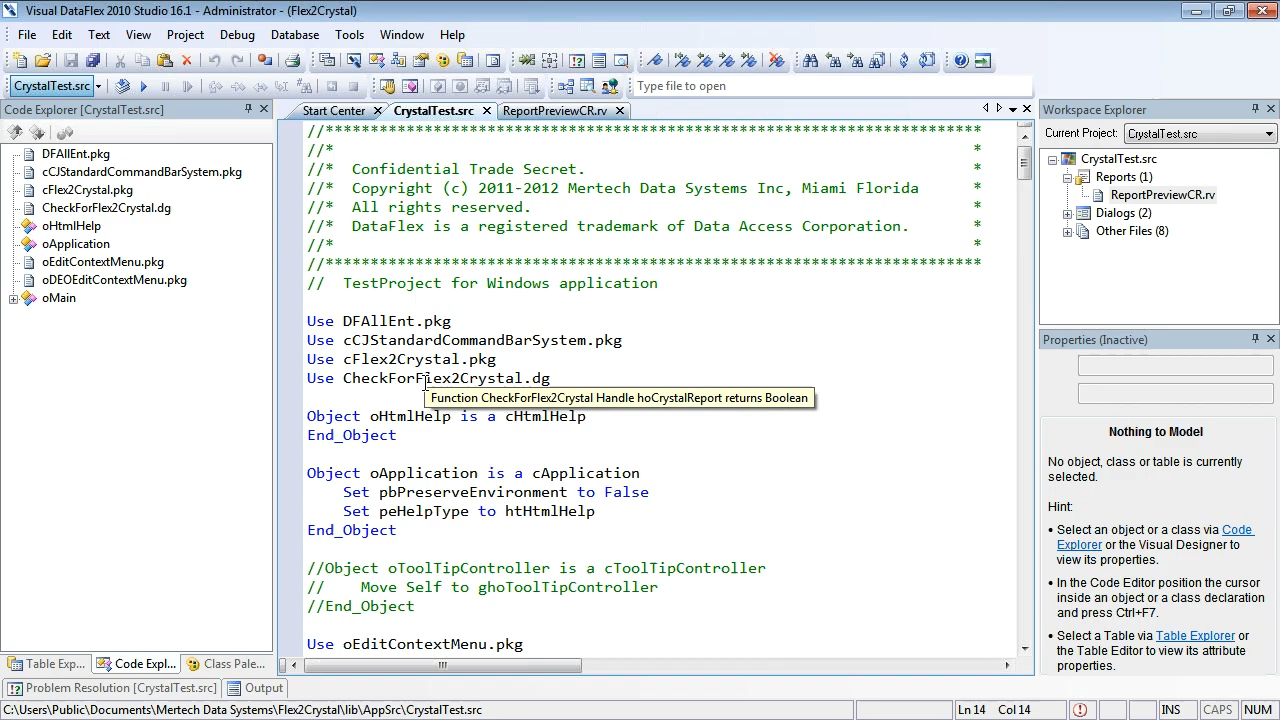 Visual DataFlex 2010 Studio 16.1 - Administrator - (Flex2Crystal)
File Edit Text View Project Debug Database Tools Window Help
CrystalTest.src
Type file to open
Code Explorer [CrystalTest.src]
DFAllEnt.pkg
cCJStandardCommandBarSystem.pkg
cFlex2Crystal.pkg
CheckForFlex2Crystal.dg
oHtmlHelp
oApplication
oEditContextMenu.pkg
oDEOEditContextMenu.pkg
oMain
Table Exp...
Code Expl...
Class Pale...
Start Center
CrystalTest.src
ReportPreviewCR.rv
//*************************************************************************
//* *
//* Confidential Trade Secret. *
//* Copyright (c) 2011-2012 Mertech Data Systems Inc, Miami Florida *
//* All rights reserved. *
//* DataFlex is a registered trademark of Data Access Corporation. *
//* *
//*************************************************************************
// TestProject for Windows application
Use DFAllEnt.pkg
Use cCJStandardCommandBarSystem.pkg
Use cFlex2Crystal.pkg
Use CheckForFlex2Crystal.dg
Function CheckForFlex2Crystal Handle hoCrystalReport returns Boolean
Object oHtmlHelp is a cHtmlHelp
End_Object
Object oApplication is a cApplication
Set pbPreserveEnvironment to False
Set peHelpType to htHtmlHelp
End_Object
//Object oToolTipController is a cToolTipController
// Move Self to ghoToolTipController
//End_Object
Use oEditContextMenu.pkg
Workspace Explorer
Current Project: CrystalTest.src
CrystalTest.src
Reports (1)
ReportPreviewCR.rv
Dialogs (2)
Other Files (8)
Properties (Inactive)
Nothing to Model
No object, class or table is currently
selected.
Hint:
• Select an object or a class via Code
Explorer or the Visual Designer to
view its properties.
• In the Code Editor position the cursor
inside an object or a class declaration
and press Ctrl+F7.
• Select a Table via Table Explorer or
the Table Editor to view its attribute
properties.
Problem Resolution [CrystalTest.src]
Output
C:\Users\Public\Documents\Mertech Data Systems\Flex2Crystal\lib\AppSrc\CrystalTest.src
Ln 14 Col 14
INS CAPS NUM